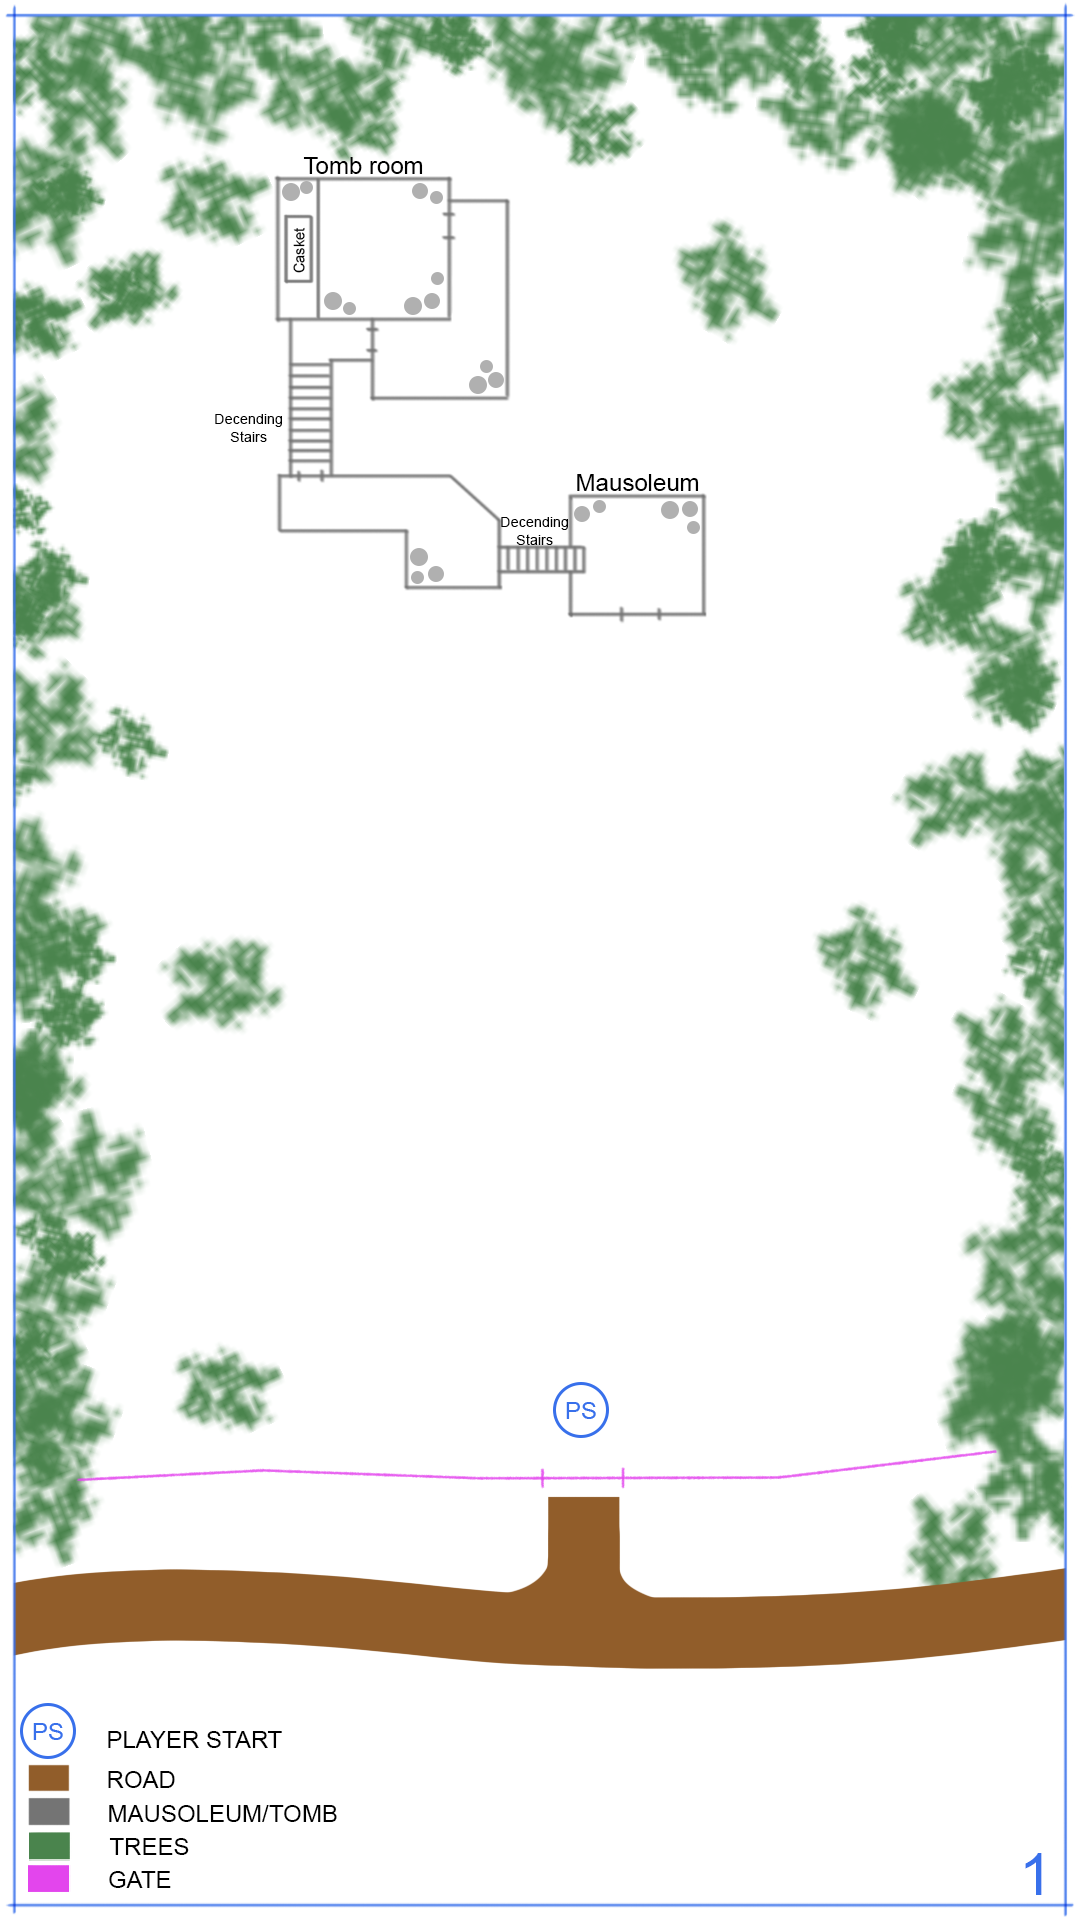 Tomb room
Casket
Decending
Stairs
Mausoleum
Decending
Stairs
PS
PS
PLAYER START
ROAD
MAUSOLEUM/TOMB
TREES
GATE
1